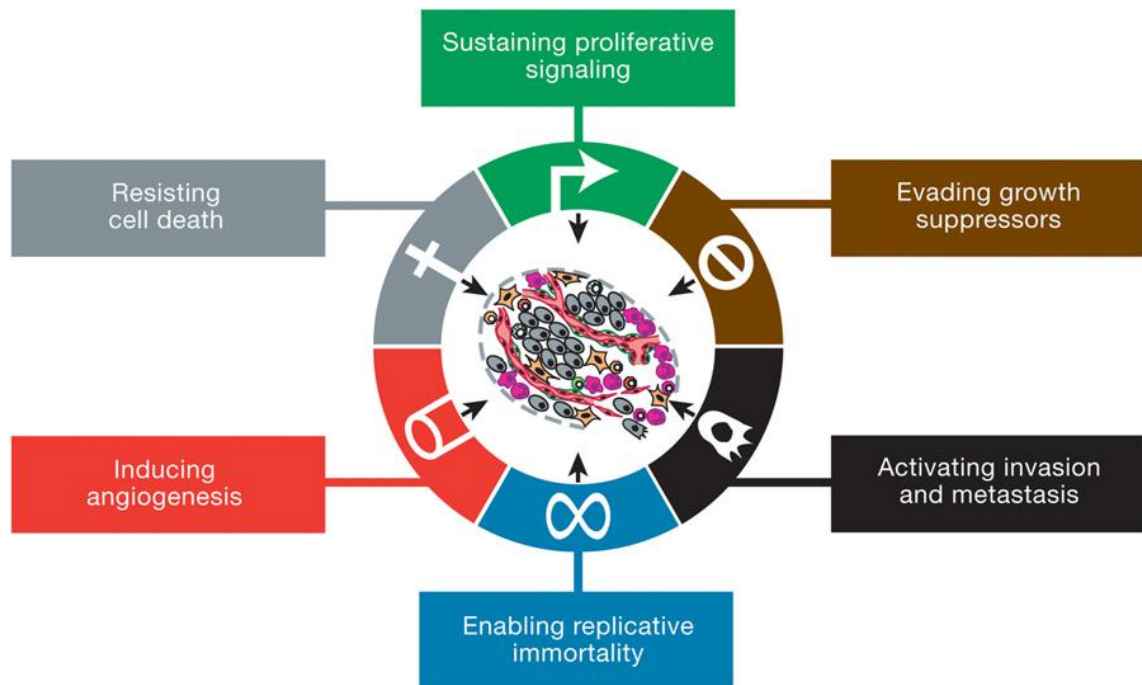 Sustaining proliferative
signaling
Resisting
cell death
Evading growth
suppressors
Inducing
angiogenesis
Activating invasion
and metastasis
Enabling replicative
immortality